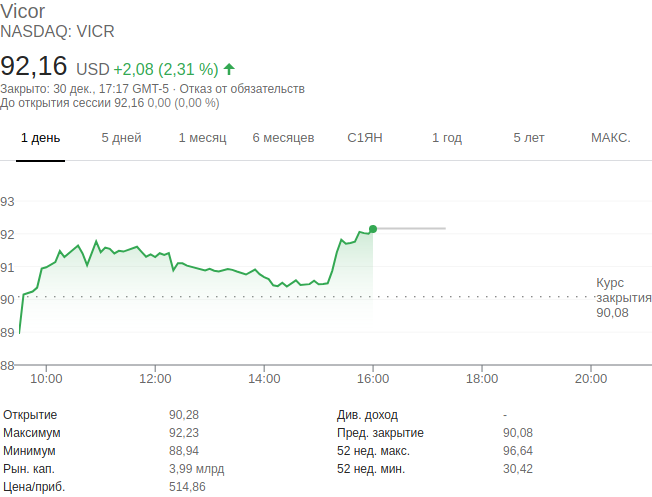 Vicor
NASDAQ: VICR
92,16 USD +2,08 (2,31 %)
Закрыто: 30 дек., 17:17 GMT-5 · Отказ от обязательств
До открытия сессии 92,16 0,00 (0,00 %)
1 день 5 дней 1 месяц 6 месяцев С1ЯН 1 год 5 лет МАКС.
93
92
91
90
89
88
Курс
закрытия
90,08
10:00 12:00 14:00 16:00 18:00 20:00
Открытие 90,28 Див. доход -
Максимум 92,23 Пред. закрытие 90,08
Минимум 88,94 52 нед. макс. 96,64
Рын. кап. 3,99 млрд 52 нед. мин. 30,42
Цена/приб. 514,86